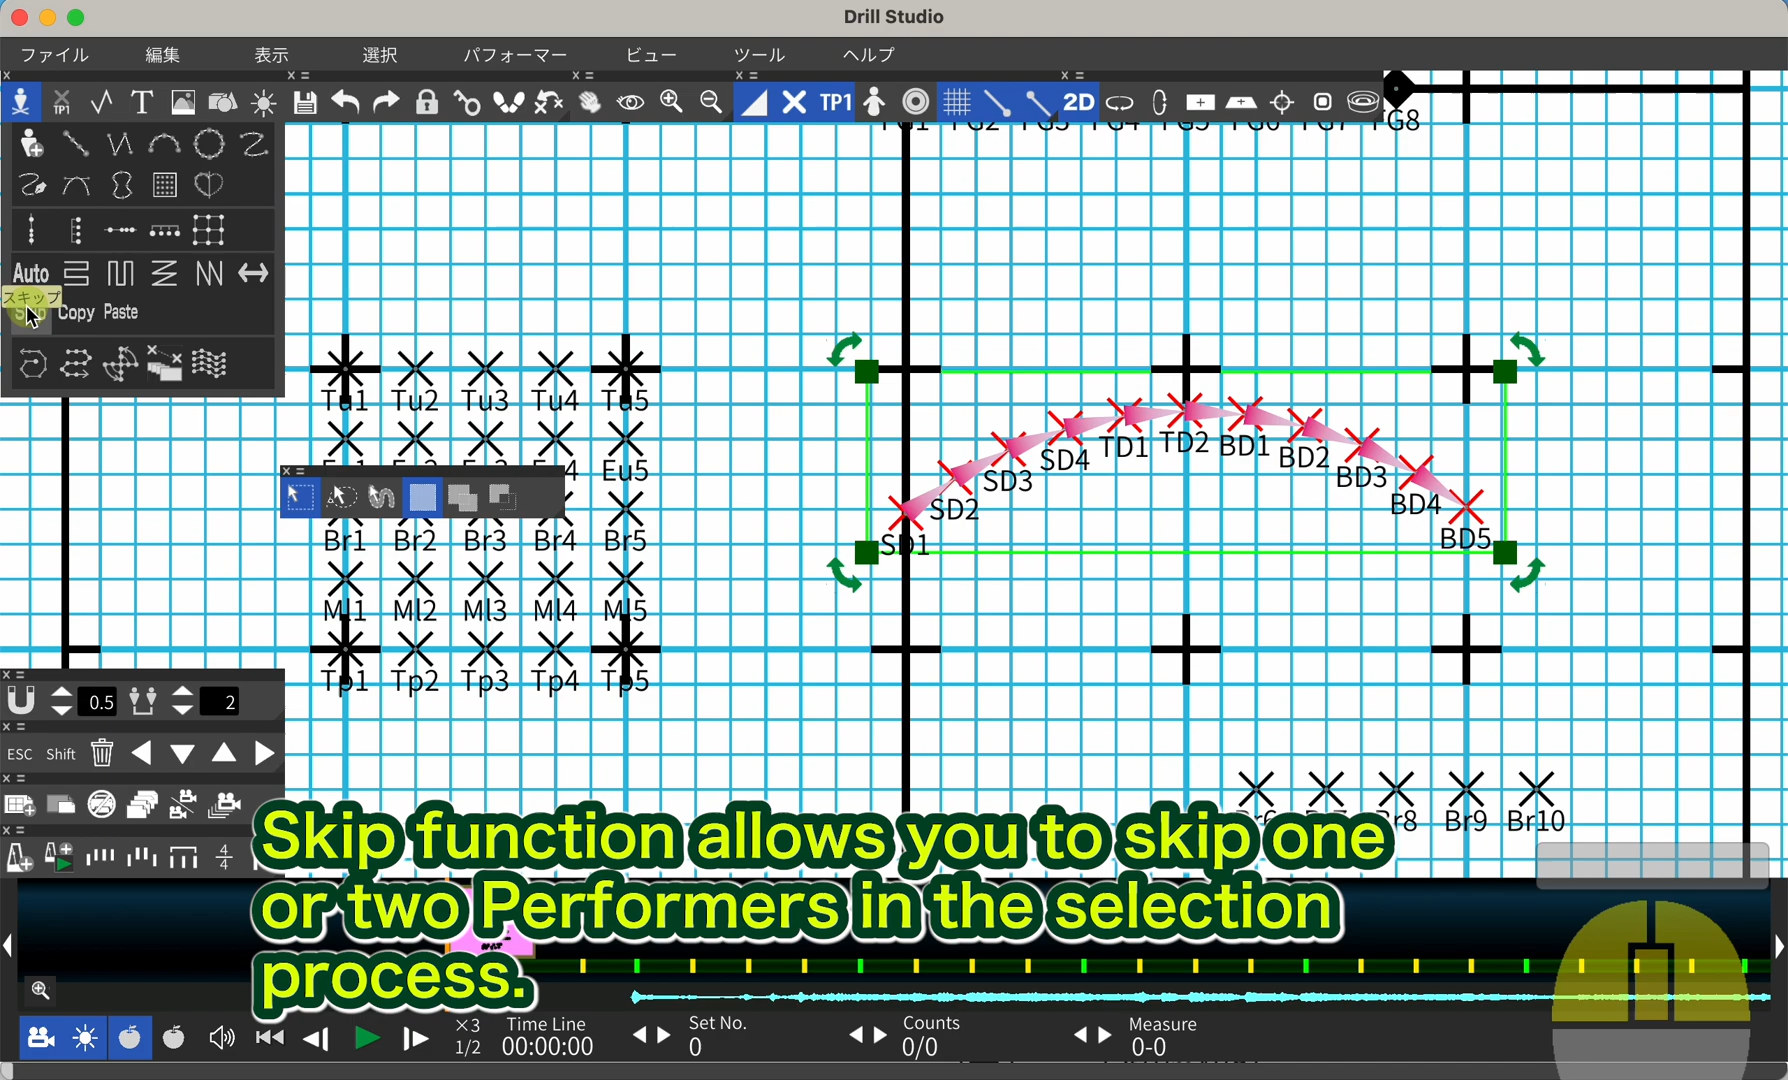 Drill Studio
ファイル 編集 表示 選択 パフォーマー ビュー ツール ヘルプ
TP1 T TP1 2D
FG8
Auto
スキップ
Copy Paste
Tu1 Tu2 Tu3 Tu4 Tu5
Eu5
Br1 Br2 Br3 Br4 Br5
Ml1 Ml2 Ml3 Ml4 Ml5
Tp1 Tp2 Tp3 Tp4 Tp5
SD1 SD2 SD3 SD4 TD1 TD2 BD1 BD2 BD3 BD4 BD5
0.5 2
ESC Shift
Br9 Br10
4/4
Skip function allows you to skip one
or two Performers in the selection
process.
×3 Time Line Set No. Counts Measure
1/2 00:00:00 0 0/0 0-0